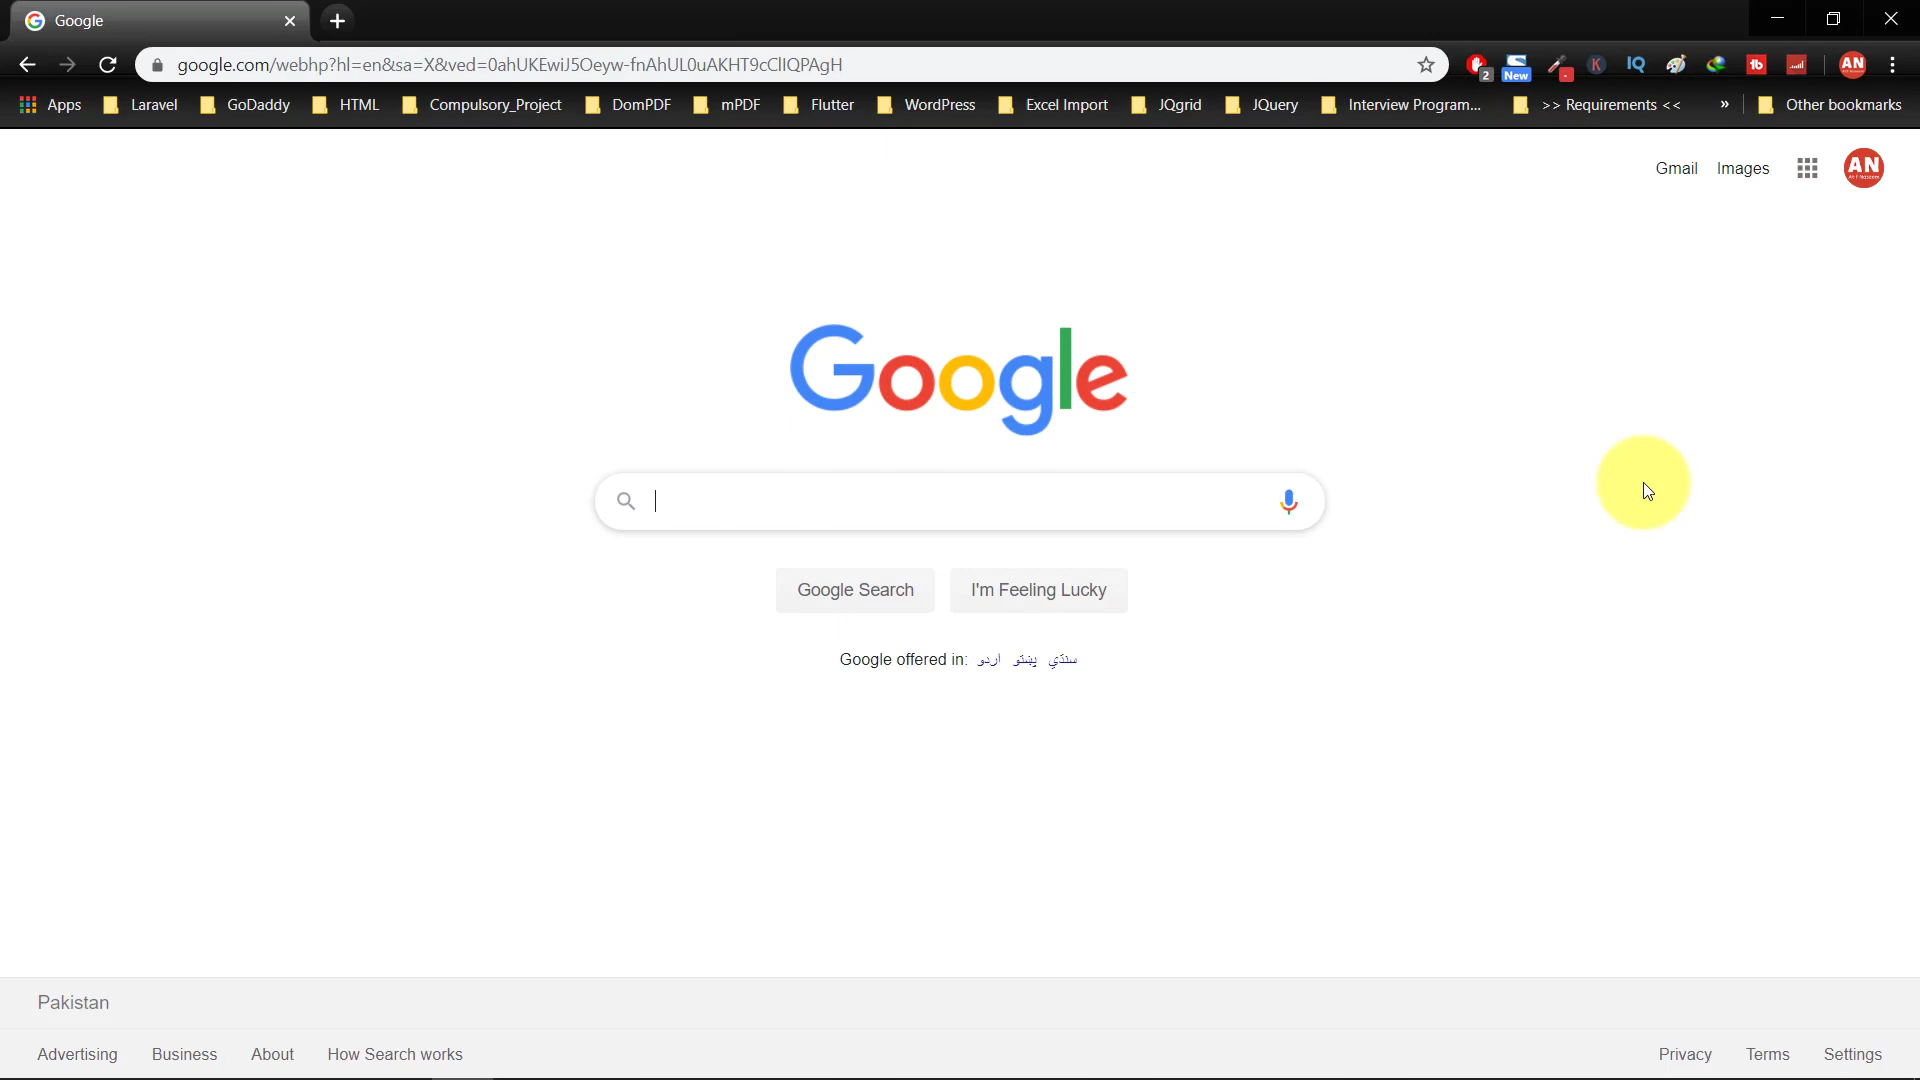 Google
google.com/webhp?hl=en&sa=X&ved=0ahUKEwiJ5Oeyw-fnAhUL0uAKHT9cClIQPAgH
2 New K IQ tb AN
Apps Laravel GoDaddy HTML Compulsory_Project DomPDF mPDF Flutter WordPress Excel Import JQgrid JQuery Interview Program... >> Requirements << » Other bookmarks
Gmail Images AN
Google
Google Search I'm Feeling Lucky
Google offered in: اردو پښتو سنڌي
Pakistan
Advertising Business About How Search works Privacy Terms Settings